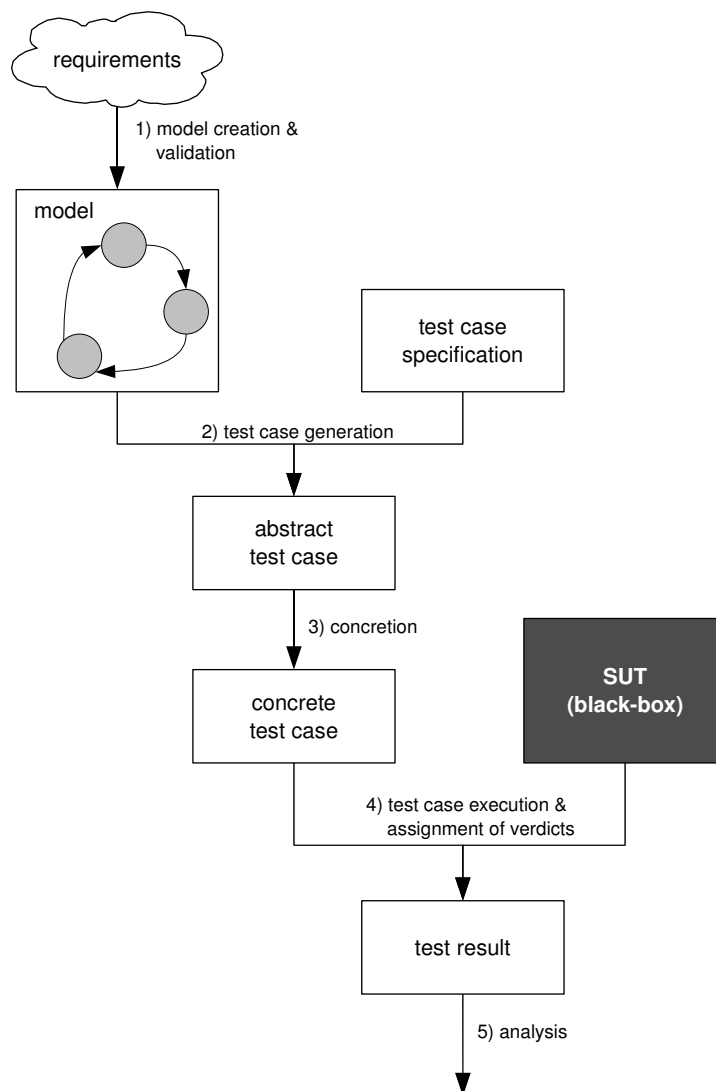 requirements
1) model creation &
validation
model
test case
specification
2) test case generation
abstract
test case
3) concretion
SUT
(black-box)
concrete
test case
4) test case execution &
assignment of verdicts
test result
5) analysis